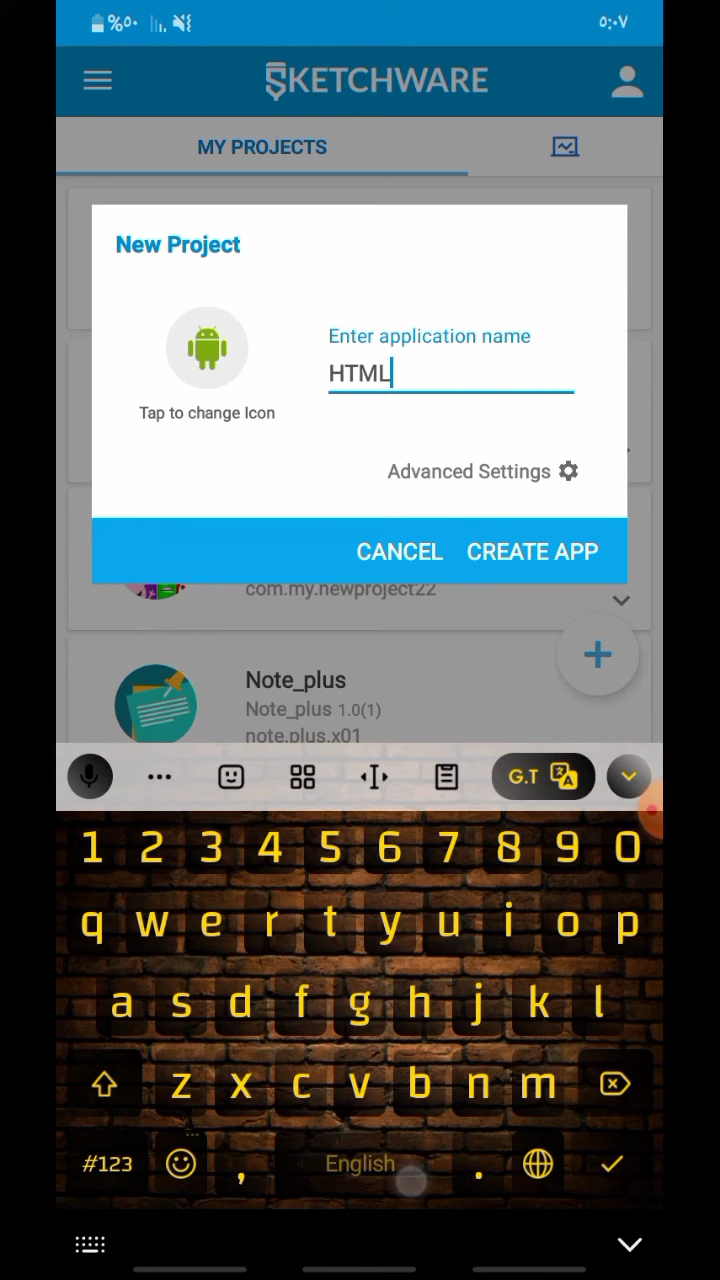 %٥٠ ٥:٠٧
SKETCHWARE
MY PROJECTS
New Project
Enter application name
HTML
Tap to change Icon
Advanced Settings
CANCEL CREATE APP
com.my.newproject22
Note_plus
Note_plus 1.0(1)
note.plus.x01
G.T
1 2 3 4 5 6 7 8 9 0
q w e r t y u i o p
a s d f g h j k l
z x c v b n m
#123 , English .